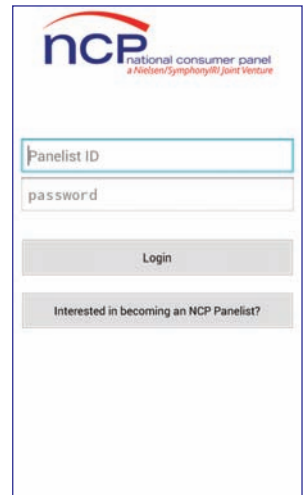 ncp
national consumer panel
a Nielsen/SymphonyIRI Joint Venture
Panelist ID
password
Login
Interested in becoming an NCP Panelist?